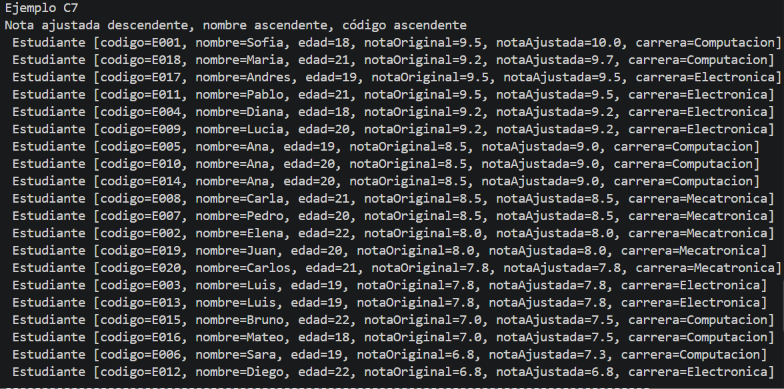 Ejemplo C7
Nota ajustada descendente, nombre ascendente, código ascendente
Estudiante [codigo=E001, nombre=Sofia, edad=18, notaOriginal=9.5, notaAjustada=10.0, carrera=Computacion]
Estudiante [codigo=E018, nombre=Maria, edad=21, notaOriginal=9.2, notaAjustada=9.7, carrera=Computacion]
Estudiante [codigo=E017, nombre=Andres, edad=19, notaOriginal=9.5, notaAjustada=9.5, carrera=Electronica]
Estudiante [codigo=E011, nombre=Pablo, edad=21, notaOriginal=9.5, notaAjustada=9.5, carrera=Electronica]
Estudiante [codigo=E004, nombre=Diana, edad=18, notaOriginal=9.2, notaAjustada=9.2, carrera=Electronica]
Estudiante [codigo=E009, nombre=Lucia, edad=20, notaOriginal=9.2, notaAjustada=9.2, carrera=Electronica]
Estudiante [codigo=E005, nombre=Ana, edad=19, notaOriginal=8.5, notaAjustada=9.0, carrera=Computacion]
Estudiante [codigo=E010, nombre=Ana, edad=20, notaOriginal=8.5, notaAjustada=9.0, carrera=Computacion]
Estudiante [codigo=E014, nombre=Ana, edad=20, notaOriginal=8.5, notaAjustada=9.0, carrera=Computacion]
Estudiante [codigo=E008, nombre=Carla, edad=21, notaOriginal=8.5, notaAjustada=8.5, carrera=Mecatronica]
Estudiante [codigo=E007, nombre=Pedro, edad=20, notaOriginal=8.5, notaAjustada=8.5, carrera=Mecatronica]
Estudiante [codigo=E002, nombre=Elena, edad=22, notaOriginal=8.0, notaAjustada=8.0, carrera=Mecatronica]
Estudiante [codigo=E019, nombre=Juan, edad=20, notaOriginal=8.0, notaAjustada=8.0, carrera=Mecatronica]
Estudiante [codigo=E020, nombre=Carlos, edad=21, notaOriginal=7.8, notaAjustada=7.8, carrera=Mecatronica]
Estudiante [codigo=E003, nombre=Luis, edad=19, notaOriginal=7.8, notaAjustada=7.8, carrera=Electronica]
Estudiante [codigo=E013, nombre=Luis, edad=19, notaOriginal=7.8, notaAjustada=7.8, carrera=Electronica]
Estudiante [codigo=E015, nombre=Bruno, edad=22, notaOriginal=7.0, notaAjustada=7.5, carrera=Computacion]
Estudiante [codigo=E016, nombre=Mateo, edad=18, notaOriginal=7.0, notaAjustada=7.5, carrera=Computacion]
Estudiante [codigo=E006, nombre=Sara, edad=19, notaOriginal=6.8, notaAjustada=7.3, carrera=Computacion]
Estudiante [codigo=E012, nombre=Diego, edad=22, notaOriginal=6.8, notaAjustada=6.8, carrera=Electronica]